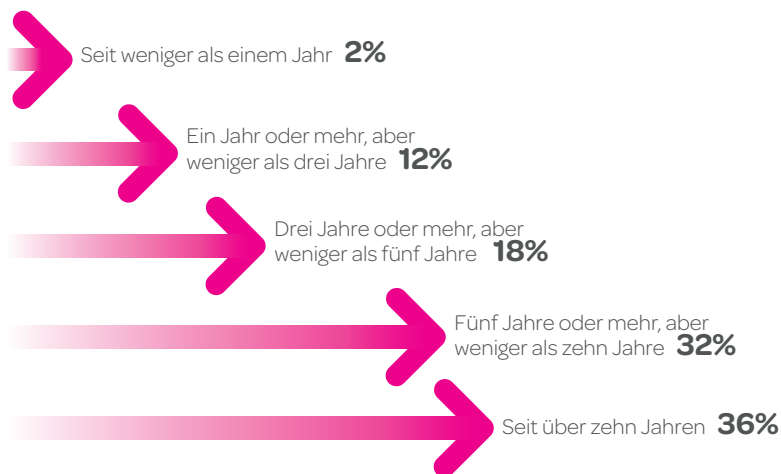 Seit weniger als einem Jahr 2%
Ein Jahr oder mehr, aber
weniger als drei Jahre 12%
Drei Jahre oder mehr, aber
weniger als fünf Jahre 18%
Fünf Jahre oder mehr, aber
weniger als zehn Jahre 32%
Seit über zehn Jahren 36%